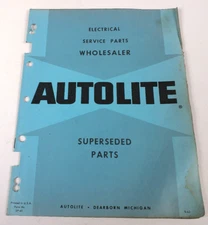 ELECTRICAL
SERVICE PARTS
WHOLESALER
AUTOLITE
SUPERSEDED
PARTS
AUTOLITE • DEARBORN MICHIGAN